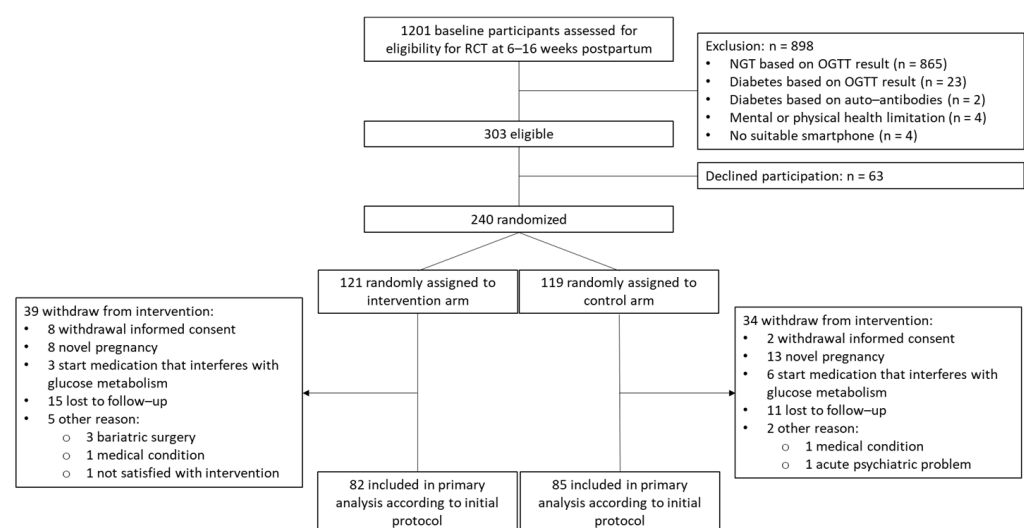 1201 baseline participants assessed for
eligibility for RCT at 6–16 weeks postpartum
Exclusion: n = 898
• NGT based on OGTT result (n = 865)
• Diabetes based on OGTT result (n = 23)
• Diabetes based on auto–antibodies (n = 2)
• Mental or physical health limitation (n = 4)
• No suitable smartphone (n = 4)
303 eligible
Declined participation: n = 63
240 randomized
121 randomly assigned to
intervention arm
119 randomly assigned to
control arm
39 withdraw from intervention:
• 8 withdrawal informed consent
• 8 novel pregnancy
• 3 start medication that interferes with
glucose metabolism
• 15 lost to follow–up
• 5 other reason:
o 3 bariatric surgery
o 1 medical condition
o 1 not satisfied with intervention
34 withdraw from intervention:
• 2 withdrawal informed consent
• 13 novel pregnancy
• 6 start medication that interferes with
glucose metabolism
• 11 lost to follow–up
• 2 other reason:
o 1 medical condition
o 1 acute psychiatric problem
82 included in primary
analysis according to initial
protocol
85 included in primary
analysis according to initial
protocol